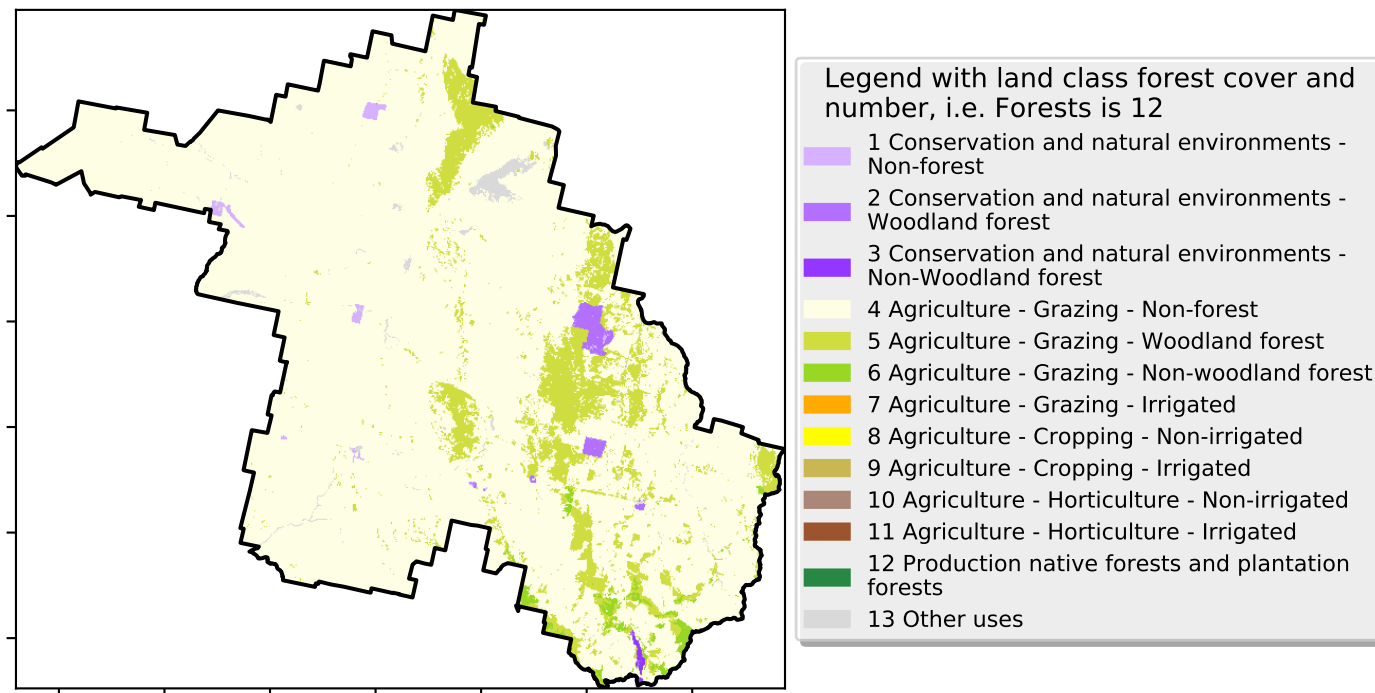 Legend with land class forest cover and
number, i.e. Forests is 12
1 Conservation and natural environments -
Non-forest
2 Conservation and natural environments -
Woodland forest
3 Conservation and natural environments -
Non-Woodland forest
4 Agriculture - Grazing - Non-forest
5 Agriculture - Grazing - Woodland forest
6 Agriculture - Grazing - Non-woodland forest
7 Agriculture - Grazing - Irrigated
8 Agriculture - Cropping - Non-irrigated
9 Agriculture - Cropping - Irrigated
10 Agriculture - Horticulture - Non-irrigated
11 Agriculture - Horticulture - Irrigated
12 Production native forests and plantation
forests
13 Other uses